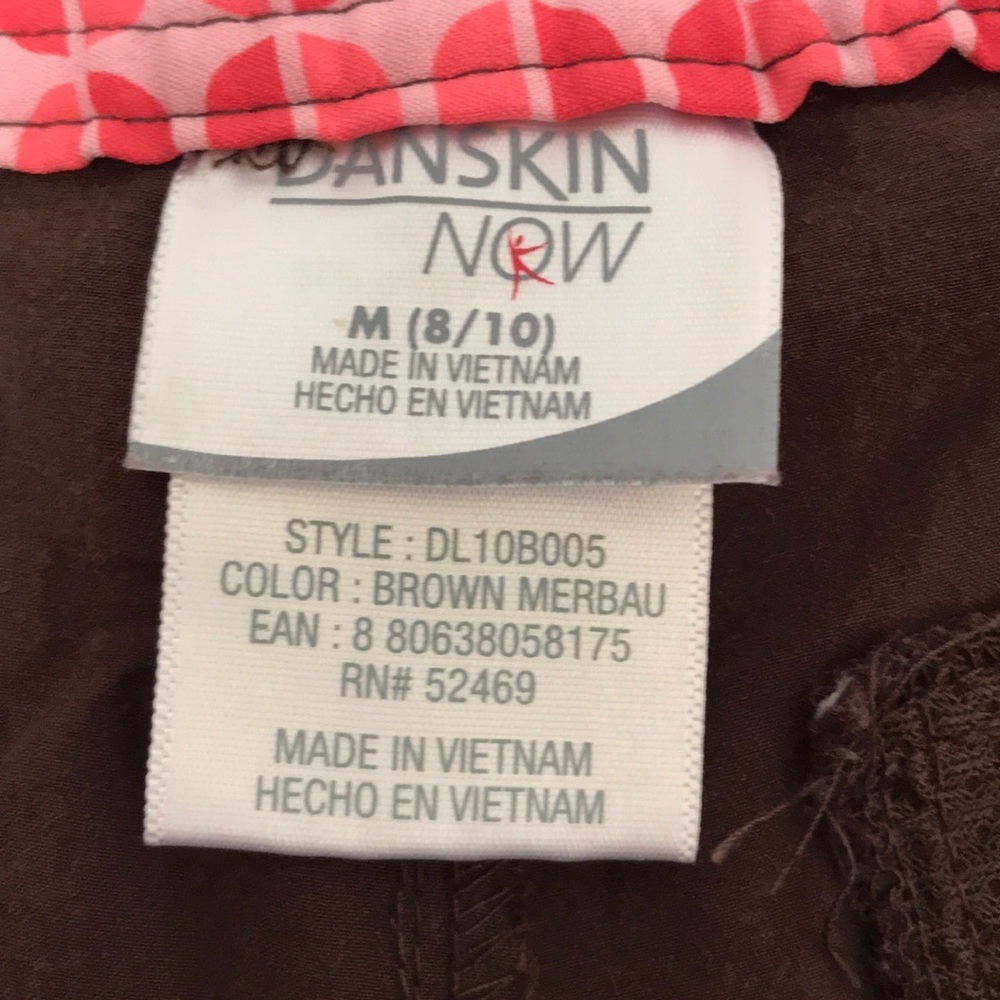 DANSKIN
NOW
M (8/10)
MADE IN VIETNAM
HECHO EN VIETNAM
STYLE : DL10B005
COLOR : BROWN MERBAU
EAN : 8 80638058175
RN# 52469
MADE IN VIETNAM
HECHO EN VIETNAM